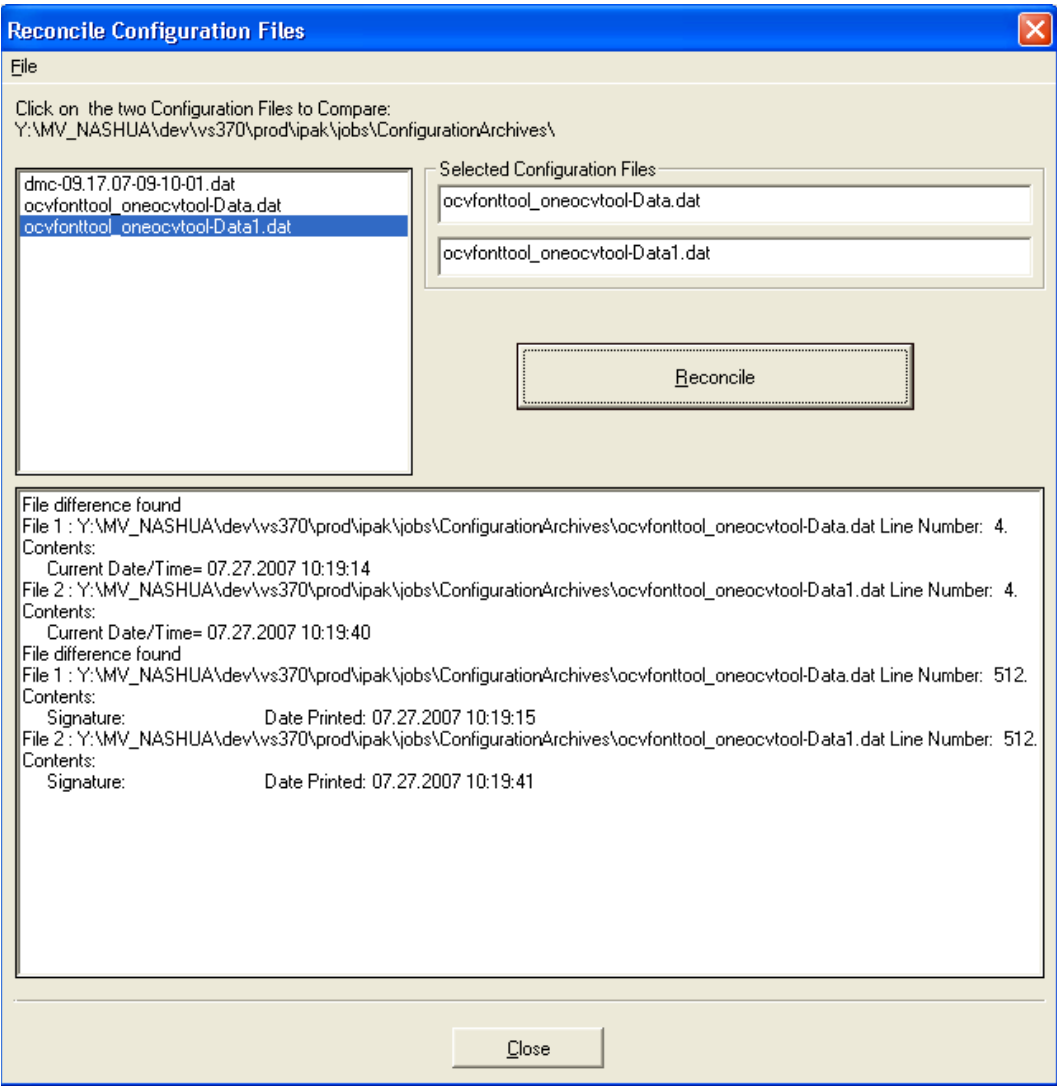 Reconcile Configuration Files
File
Click on  the two Configuration Files to Compare:
Y:\MV_NASHUA\dev\vs370\prod\ipak\jobs\ConfigurationArchives\
dmc-09.17.07-09-10-01.dat
ocvfonttool_oneocvtool-Data.dat
ocvfonttool_oneocvtool-Data1.dat
Selected Configuration Files
ocvfonttool_oneocvtool-Data.dat
ocvfonttool_oneocvtool-Data1.dat
Reconcile
File difference found
File 1 : Y:\MV_NASHUA\dev\vs370\prod\ipak\jobs\ConfigurationArchives\ocvfonttool_oneocvtool-Data.dat Line Number:  4.
Contents:
Current Date/Time= 07.27.2007 10:19:14
File 2 : Y:\MV_NASHUA\dev\vs370\prod\ipak\jobs\ConfigurationArchives\ocvfonttool_oneocvtool-Data1.dat Line Number:  4.
Contents:
Current Date/Time= 07.27.2007 10:19:40
File difference found
File 1 : Y:\MV_NASHUA\dev\vs370\prod\ipak\jobs\ConfigurationArchives\ocvfonttool_oneocvtool-Data.dat Line Number:  512.
Contents:
Signature:                    Date Printed: 07.27.2007 10:19:15
File 2 : Y:\MV_NASHUA\dev\vs370\prod\ipak\jobs\ConfigurationArchives\ocvfonttool_oneocvtool-Data1.dat Line Number:  512.
Contents:
Signature:                    Date Printed: 07.27.2007 10:19:41
Close